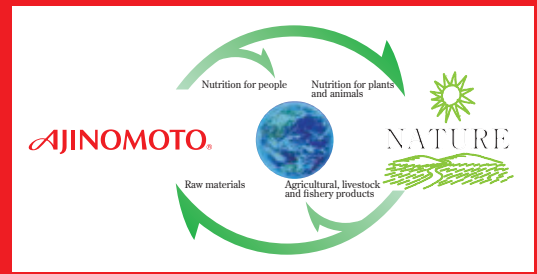 Nutrition for people
Nutrition for plants
and animals
AJINOMOTO®
NATURE
Raw materials
Agricultural, livestock
and fishery products